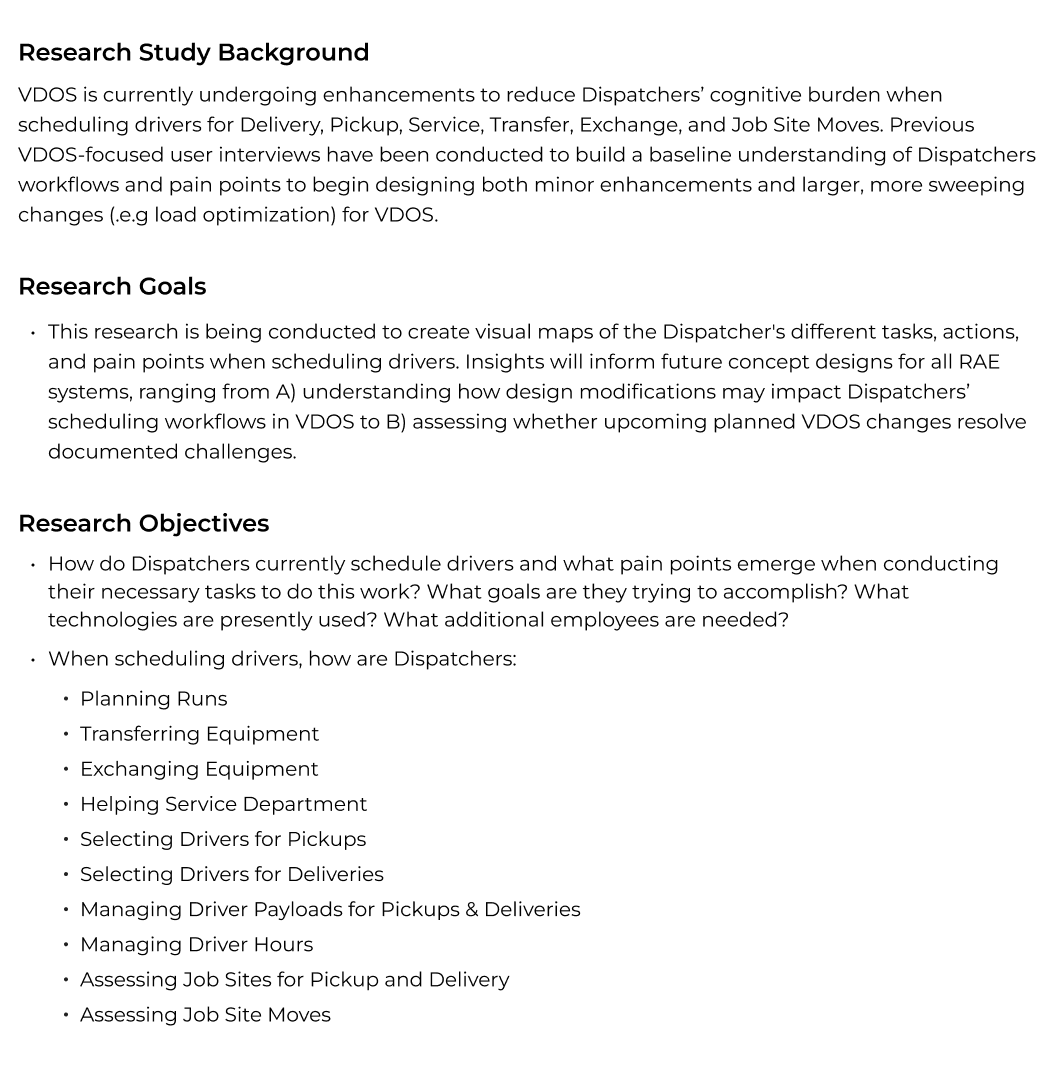 Research Study Background
VDOS is currently undergoing enhancements to reduce Dispatchers’ cognitive burden when
scheduling drivers for Delivery, Pickup, Service, Transfer, Exchange, and Job Site Moves. Previous
VDOS-focused user interviews have been conducted to build a baseline understanding of Dispatchers
workflows and pain points to begin designing both minor enhancements and larger, more sweeping
changes (.e.g load optimization) for VDOS.
Research Goals
• This research is being conducted to create visual maps of the Dispatcher's different tasks, actions,
and pain points when scheduling drivers. Insights will inform future concept designs for all RAE
systems, ranging from A) understanding how design modifications may impact Dispatchers’
scheduling workflows in VDOS to B) assessing whether upcoming planned VDOS changes resolve
documented challenges.
Research Objectives
• How do Dispatchers currently schedule drivers and what pain points emerge when conducting
their necessary tasks to do this work? What goals are they trying to accomplish? What
technologies are presently used? What additional employees are needed?
• When scheduling drivers, how are Dispatchers:
• Planning Runs
• Transferring Equipment
• Exchanging Equipment
• Helping Service Department
• Selecting Drivers for Pickups
• Selecting Drivers for Deliveries
• Managing Driver Payloads for Pickups & Deliveries
• Managing Driver Hours
• Assessing Job Sites for Pickup and Delivery
• Assessing Job Site Moves